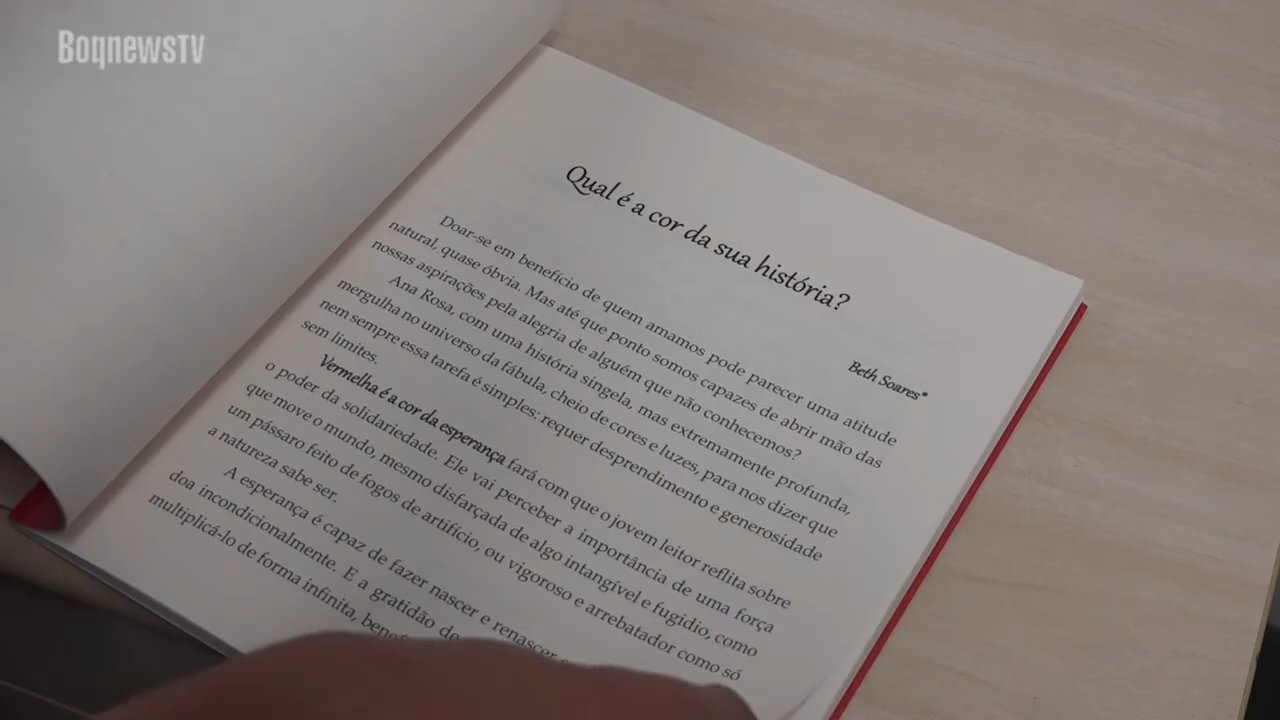 BoqnewsTV
Qual é a cor da sua história?
Beth Soares*
Doar-se em benefício de quem amamos pode parecer uma atitude
natural, quase óbvia. Mas até que ponto somos capazes de abrir mão das
nossas aspirações pela alegria de alguém que não conhecemos?
Ana Rosa, com uma história singela, mas extremamente profunda,
mergulha no universo da fábula, cheio de cores e luzes, para nos dizer que
nem sempre essa tarefa é simples: requer desprendimento e generosidade
sem limites.
Vermelha é a cor da esperança fará com que o jovem leitor reflita sobre
o poder da solidariedade. Ele vai perceber a importância de uma força
que move o mundo, mesmo disfarçada de algo intangível e fugídio, como
um pássaro feito de fogos de artifício, ou vigoroso e arrebatador como só
a natureza sabe ser.
A esperança é capaz de fazer nascer e renascer
doa incondicionalmente. E a gratidão de
multiplicá-lo de forma infinita,